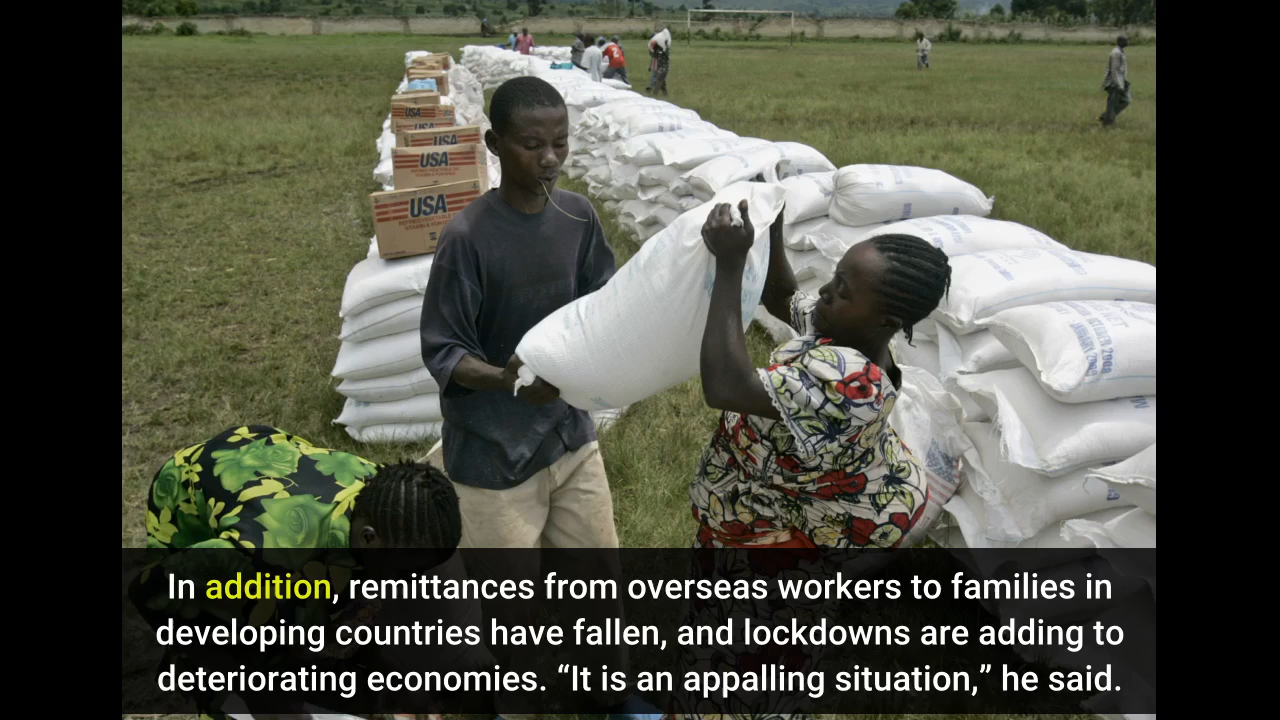 USA
USA
USA
USA
In addition, remittances from overseas workers to families in
developing countries have fallen, and lockdowns are adding to
deteriorating economies. “It is an appalling situation,” he said.